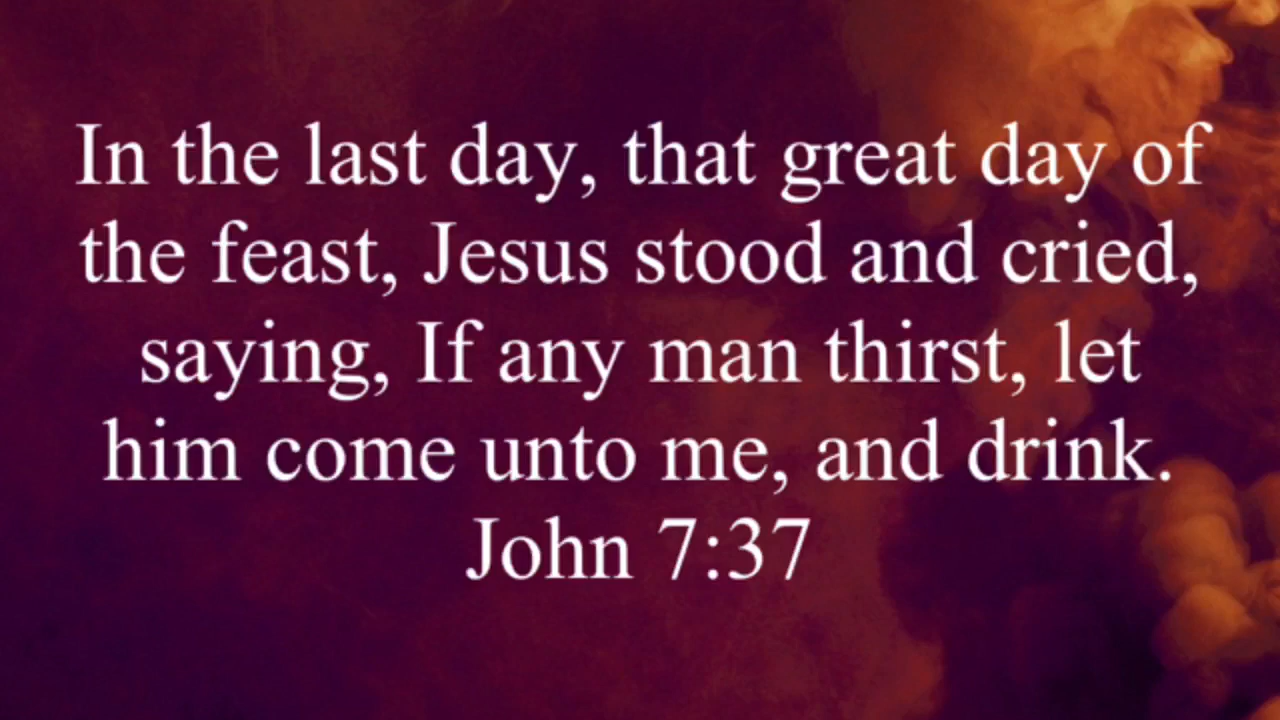 In the last day, that great day of
the feast, Jesus stood and cried,
saying, If any man thirst, let
him come unto me, and drink.
John 7:37